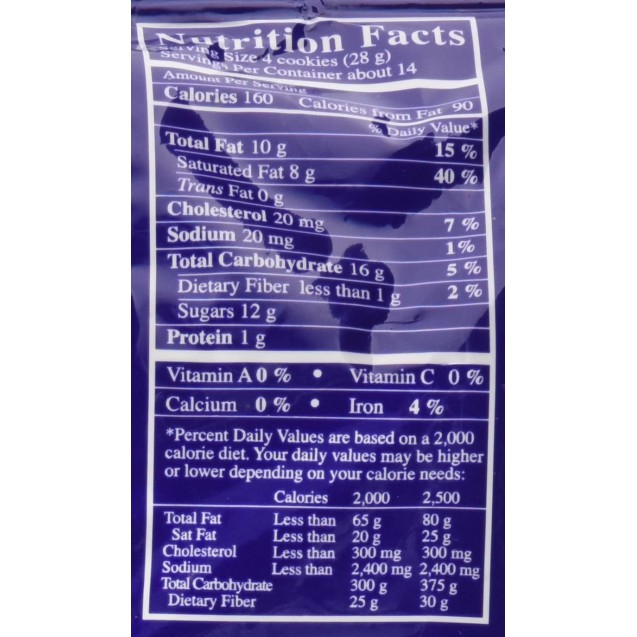 Nutrition Facts
Serving Size 4 cookies (28 g)
Servings Per Container about 14
Amount Per Serving
Calories 160 Calories from Fat 90
% Daily Value*
Total Fat 10 g 15 %
Saturated Fat 8 g 40 %
Trans Fat 0 g
Cholesterol 20 mg 7 %
Sodium 20 mg 1%
Total Carbohydrate 16 g 5 %
Dietary Fiber less than 1 g 2 %
Sugars 12 g
Protein 1 g
Vitamin A 0 % • Vitamin C 0 %
Calcium 0 % • Iron 4 %
*Percent Daily Values are based on a 2,000
calorie diet. Your daily values may be higher
or lower depending on your calorie needs:
Calories 2,000 2,500
Total Fat Less than 65 g 80 g
Sat Fat Less than 20 g 25 g
Cholesterol Less than 300 mg 300 mg
Sodium Less than 2,400 mg 2,400 mg
Total Carbohydrate 300 g 375 g
Dietary Fiber 25 g 30 g